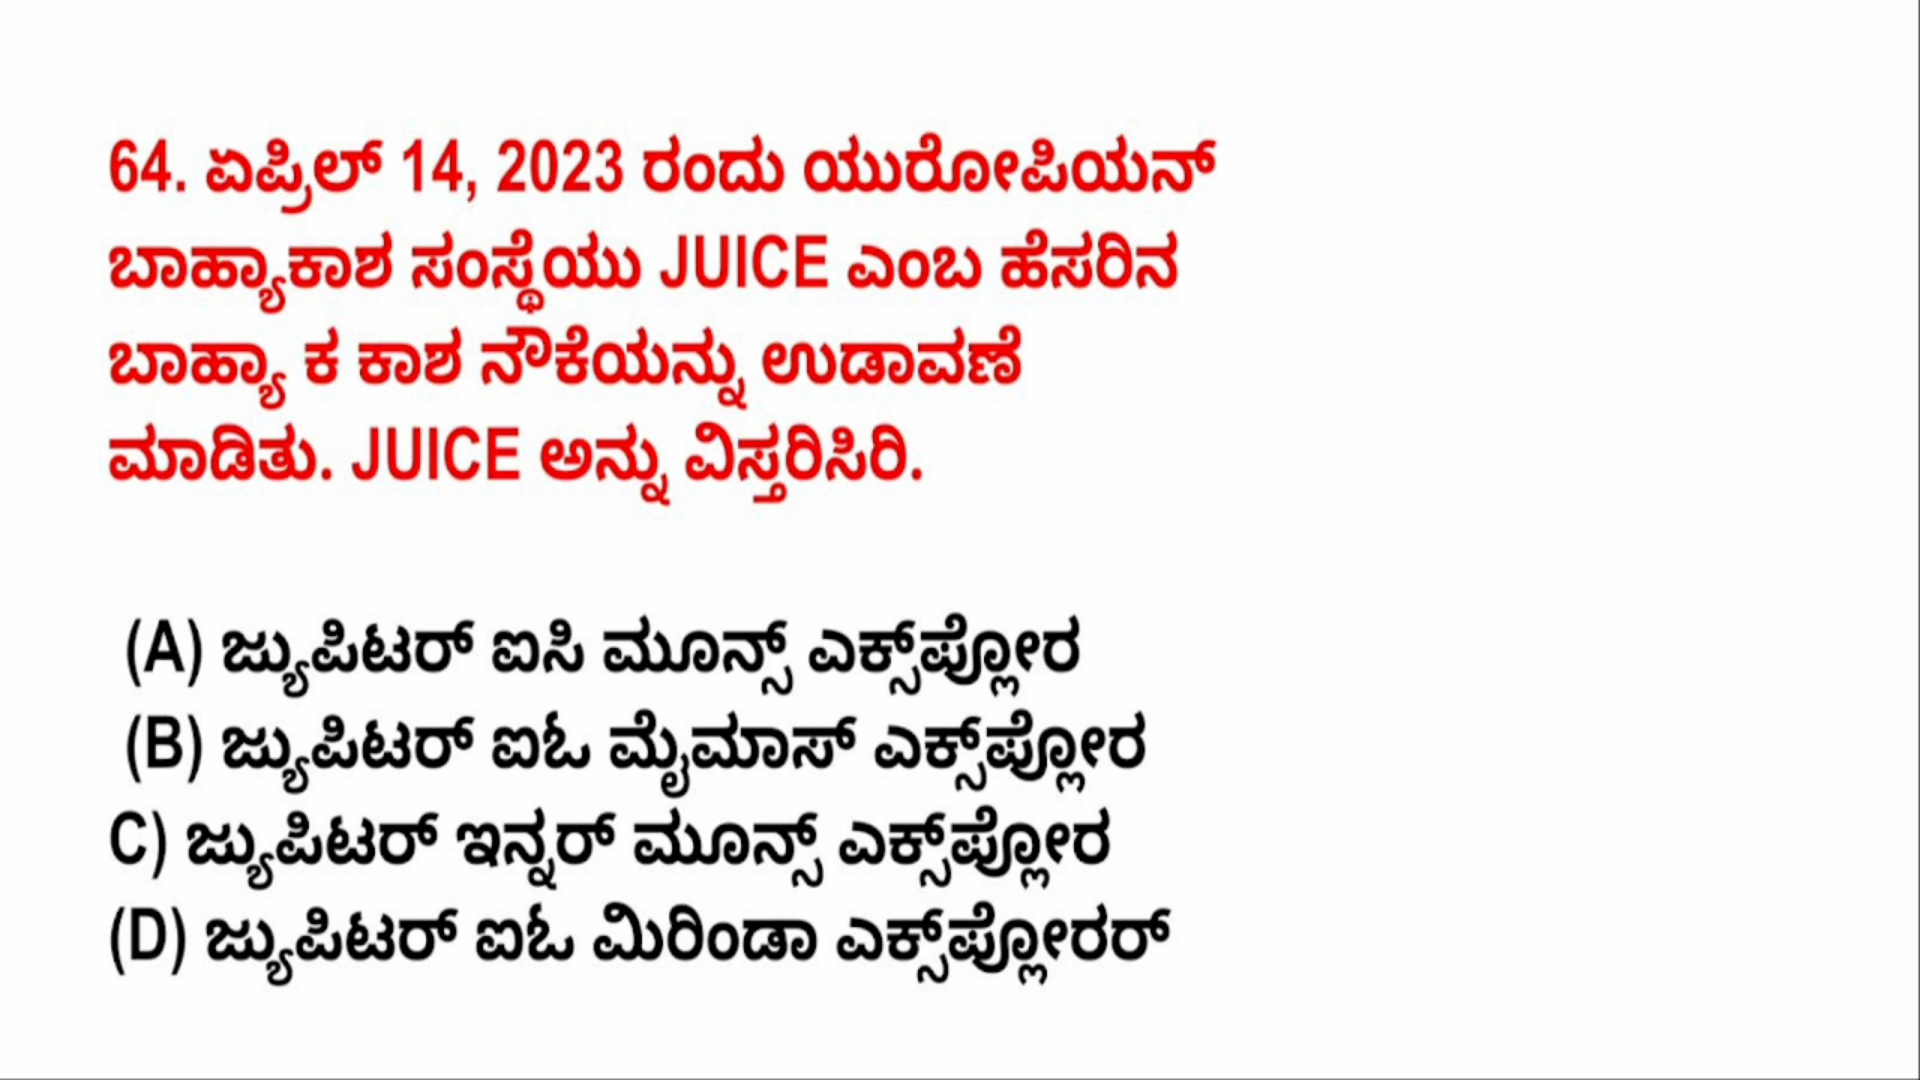 64. ಏಪ್ರಿಲ್ 14, 2023 ರಂದು ಯುರೋಪಿಯನ್
ಬಾಹ್ಯಾಕಾಶ ಸಂಸ್ಥೆಯು JUICE ಎಂಬ ಹೆಸರಿನ
ಬಾಹ್ಯಾ ಕ ಕಾಶ ನೌಕೆಯನ್ನು ಉಡಾವಣೆ
ಮಾಡಿತು. JUICE ಅನ್ನು ವಿಸ್ತರಿಸಿರಿ.
(A) ಜ್ಯುಪಿಟರ್ ಐಸಿ ಮೂನ್ಸ್ ಎಕ್ಸ್‌ಪ್ಲೋರ
(B) ಜ್ಯುಪಿಟರ್ ಐಓ ಮೈಮಾಸ್ ಎಕ್ಸ್‌ಪ್ಲೋರ
C) ಜ್ಯುಪಿಟರ್ ಇನ್ನರ್ ಮೂನ್ಸ್ ಎಕ್ಸ್‌ಪ್ಲೋರ
(D) ಜ್ಯುಪಿಟರ್ ಐಓ ಮಿರಿಂಡಾ ಎಕ್ಸ್‌ಪ್ಲೋರರ್